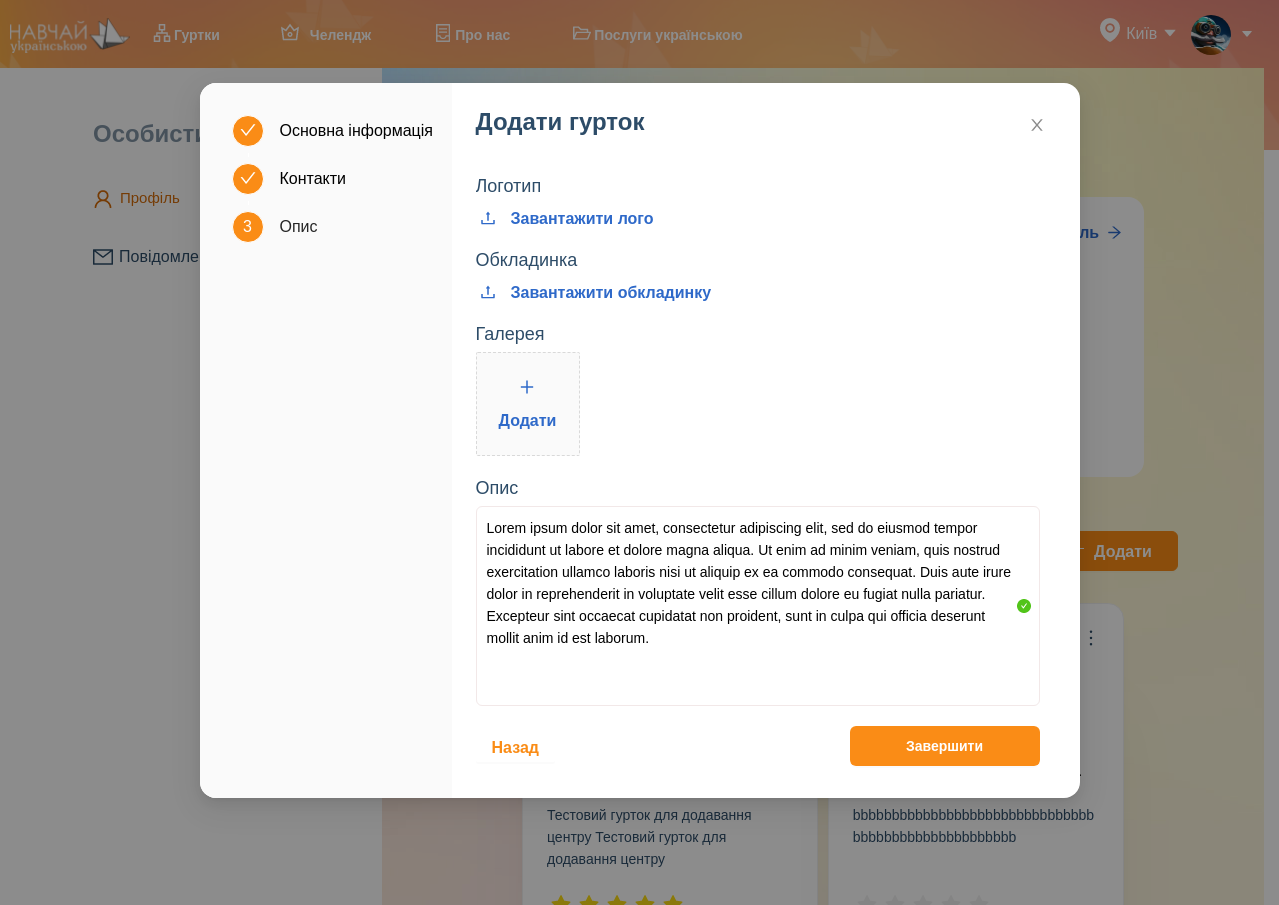 НАВЧАЙ
українською
Гуртки
Челендж
Про нас
Послуги українською
Київ
Особисти
Профіль
Повідомле
ль
Додати
Основна інформація
Контакти
3
Опис
Додати гурток
Логотип
Завантажити лого
Обкладинка
Завантажити обкладинку
Галерея
Додати
Опис
Lorem ipsum dolor sit amet, consectetur adipiscing elit, sed do eiusmod tempor
incididunt ut labore et dolore magna aliqua. Ut enim ad minim veniam, quis nostrud
exercitation ullamco laboris nisi ut aliquip ex ea commodo consequat. Duis aute irure
dolor in reprehenderit in voluptate velit esse cillum dolore eu fugiat nulla pariatur.
Excepteur sint occaecat cupidatat non proident, sunt in culpa qui officia deserunt
mollit anim id est laborum.
Назад
Завершити
Тестовий гурток для додавання
центру Тестовий гурток для
додавання центру
bbbbbbbbbbbbbbbbbbbbbbbbbbbbbbb
bbbbbbbbbbbbbbbbbbbbb